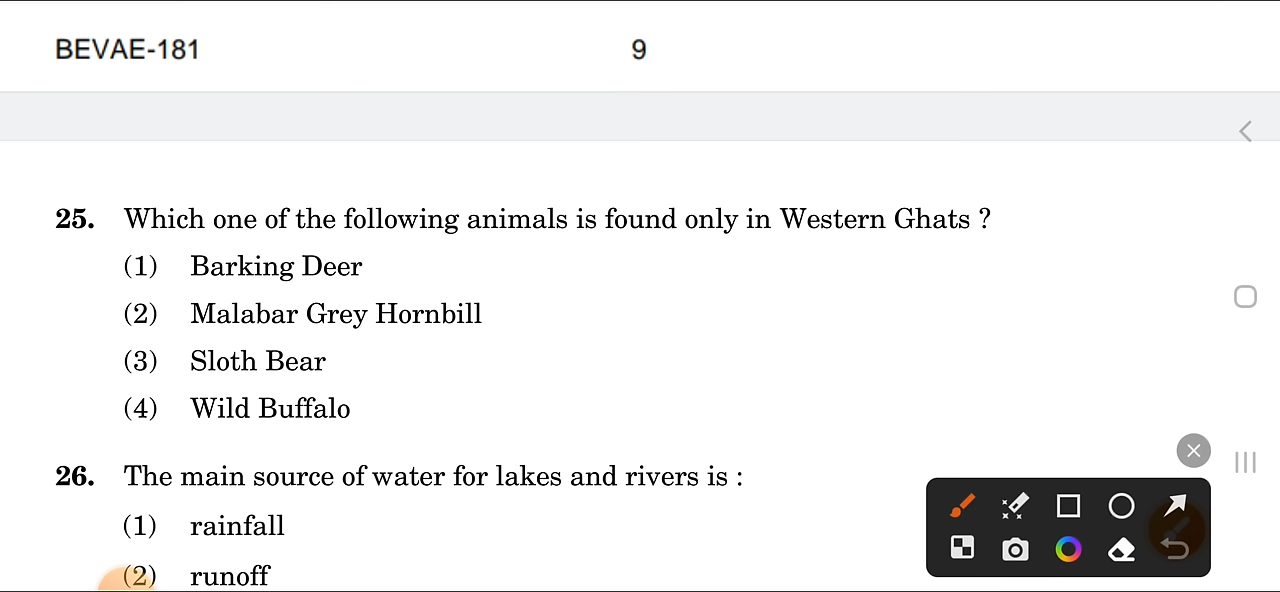 BEVAE-181 9
25. Which one of the following animals is found only in Western Ghats ?
(1) Barking Deer
(2) Malabar Grey Hornbill
(3) Sloth Bear
(4) Wild Buffalo
26. The main source of water for lakes and rivers is :
(1) rainfall
(2) runoff